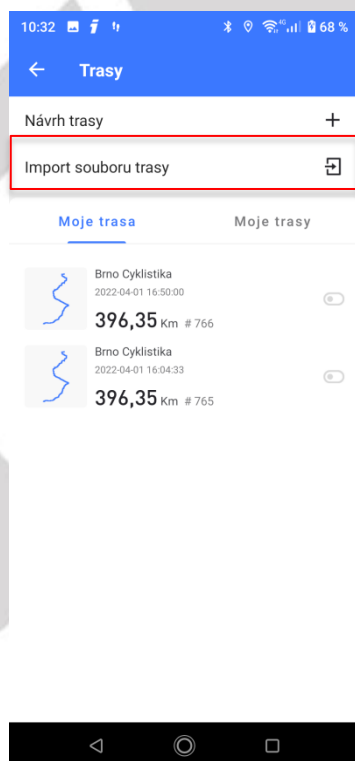 10:32 4G 68 %
Trasy
Návrh trasy
Import souboru trasy
Moje trasa Moje trasy
Brno Cyklistika
2022-04-01 16:50:00
396,35 Km # 766
Brno Cyklistika
2022-04-01 16:04:33
396,35 Km # 765